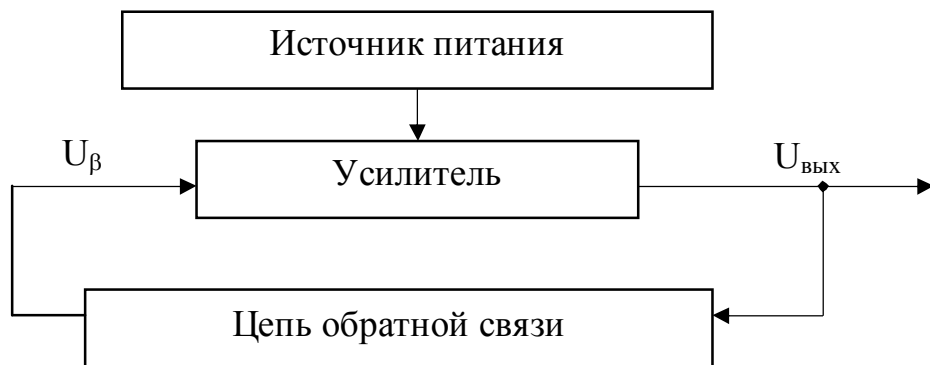 Источник питания
Uβ
Усилитель
Uвых
Цепь обратной связи